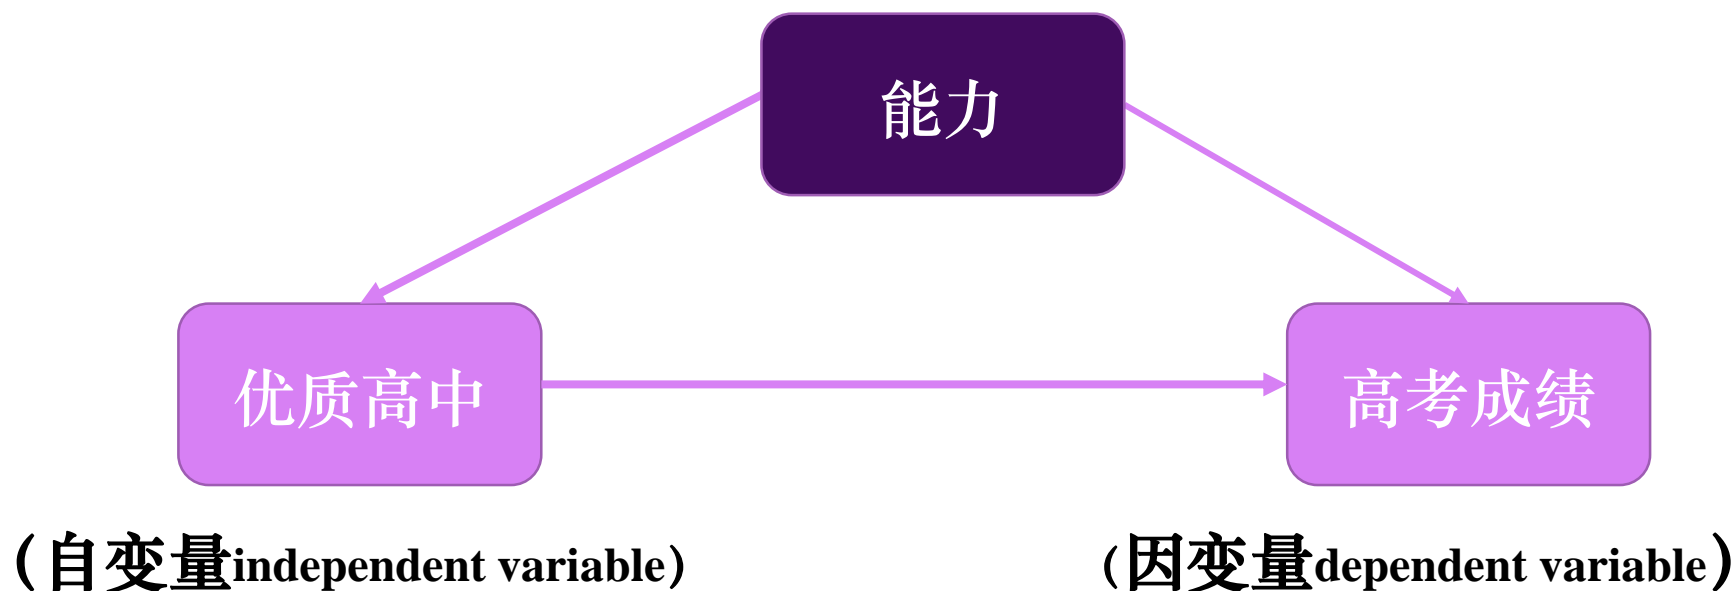 能力
优质高中
高考成绩
（自变量independent variable）
（因变量dependent variable）